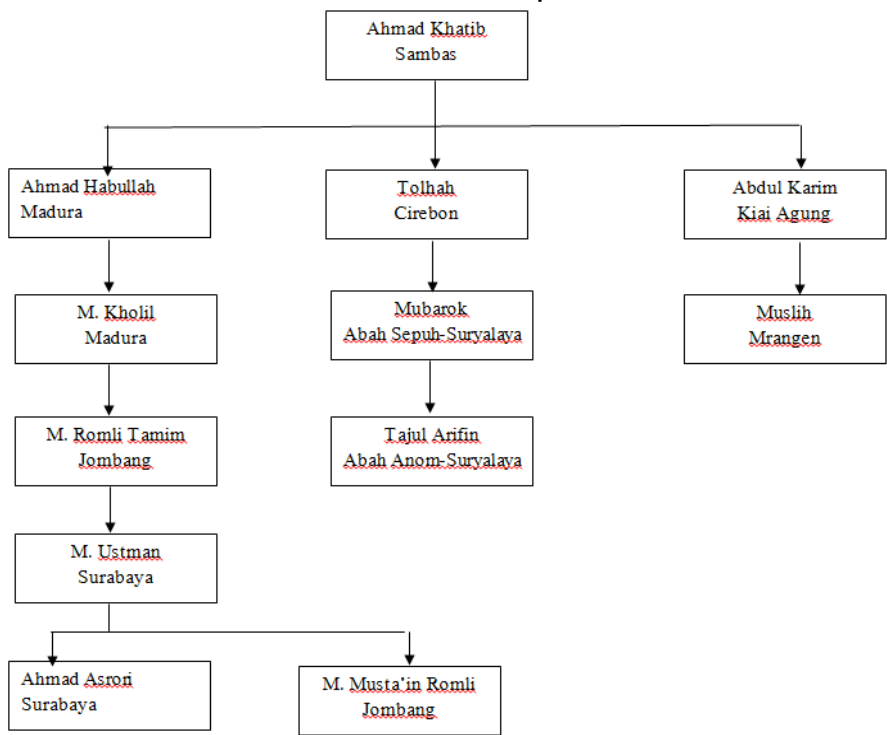 Ahmad Khatib
Sambas
Ahmad Habullah
Madura
Tolhah
Cirebon
Abdul Karim
Kiai Agung
M. Kholil
Madura
Mubarok
Abah Sepuh-Suryalaya
Muslih
Mrangen
M. Romli Tamim
Jombang
Tajul Arifin
Abah Anom-Suryalaya
M. Ustman
Surabaya
Ahmad Asrori
Surabaya
M. Musta'in Romli
Jombang